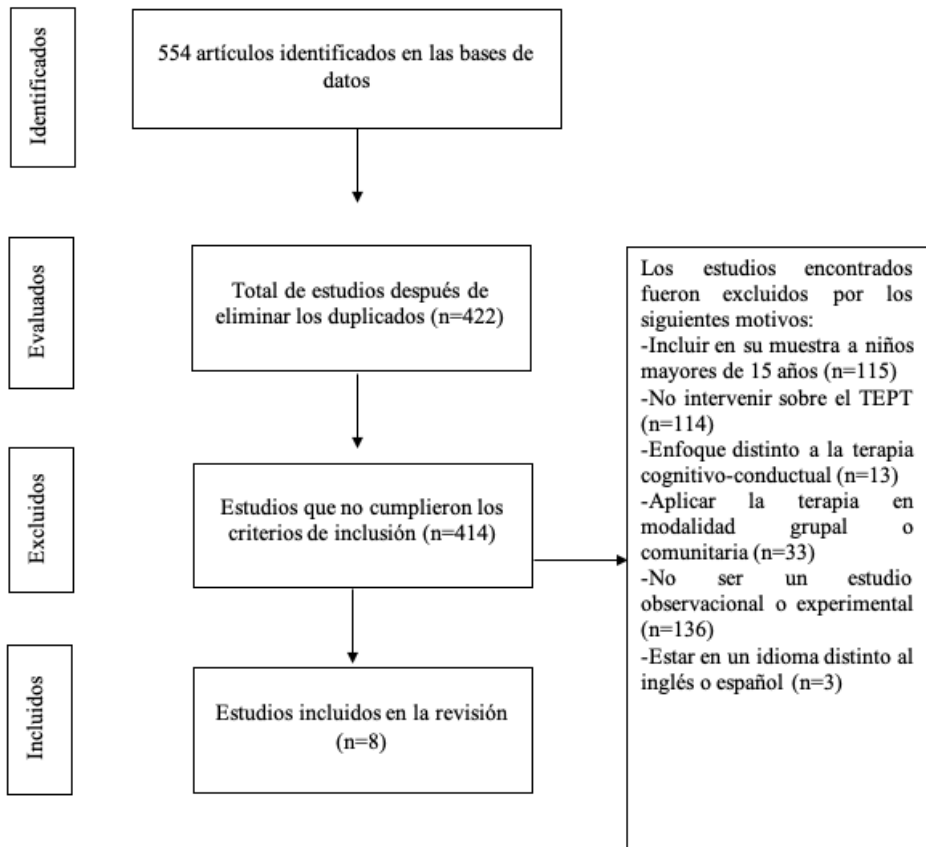 Identificados
554 artículos identificados en las bases de
datos
Evaluados
Total de estudios después de
eliminar los duplicados (n=422)
Excluidos
Estudios que no cumplieron los
criterios de inclusión (n=414)
Los estudios encontrados
fueron excluidos por los
siguientes motivos:
-Incluir en su muestra a niños
mayores de 15 años (n=115)
-No intervenir sobre el TEPT
(n=114)
-Enfoque distinto a la terapia
cognitivo-conductual (n=13)
-Aplicar la terapia en
modalidad grupal o
comunitaria (n=33)
-No ser un estudio
observacional o experimental
(n=136)
-Estar en un idioma distinto al
inglés o español (n=3)
Incluidos
Estudios incluidos en la revisión
(n=8)